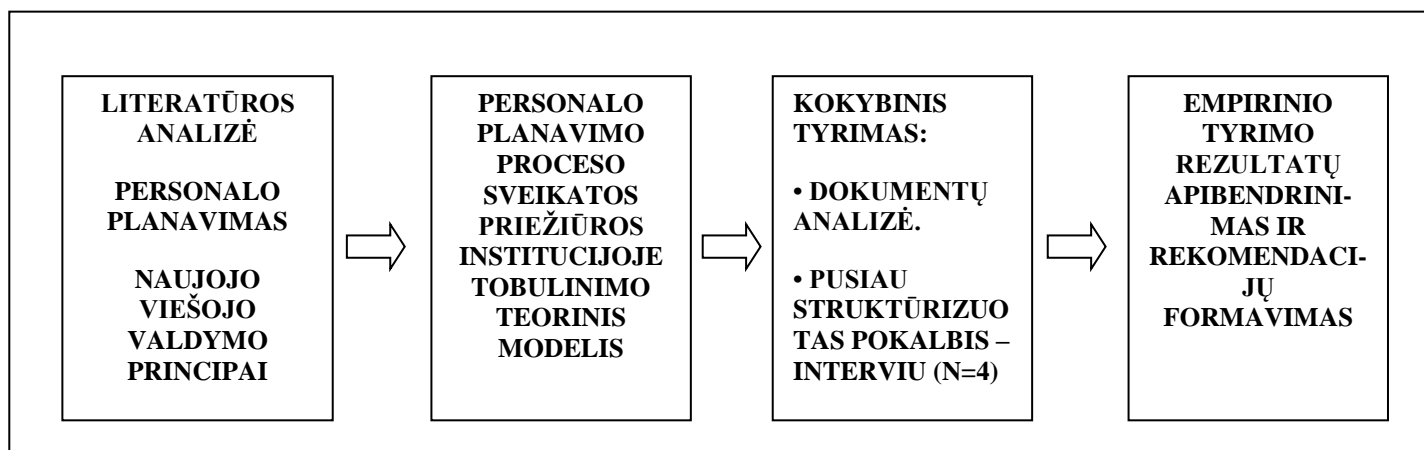 LITERATŪROS
ANALIZĖ
PERSONALO
PLANAVIMAS
NAUJOJO
VIEŠOJO
VALDYMO
PRINCIPAI
PERSONALO
PLANAVIMO
PROCESO
SVEIKATOS
PRIEŽIŪROS
INSTITUCIJOJE
TOBULINIMO
TEORINIS
MODELIS
KOKYBINIS
TYRIMAS:
• DOKUMENTŲ
ANALIZĖ.
• PUSIAU
STRUKTŪRIZUO
TAS POKALBIS –
INTERVIU (N=4)
EMPIRINIO
TYRIMO
REZULTATŲ
APIBENDRINI-
MAS IR
REKOMENDACI-
JŲ
FORMAVIMAS